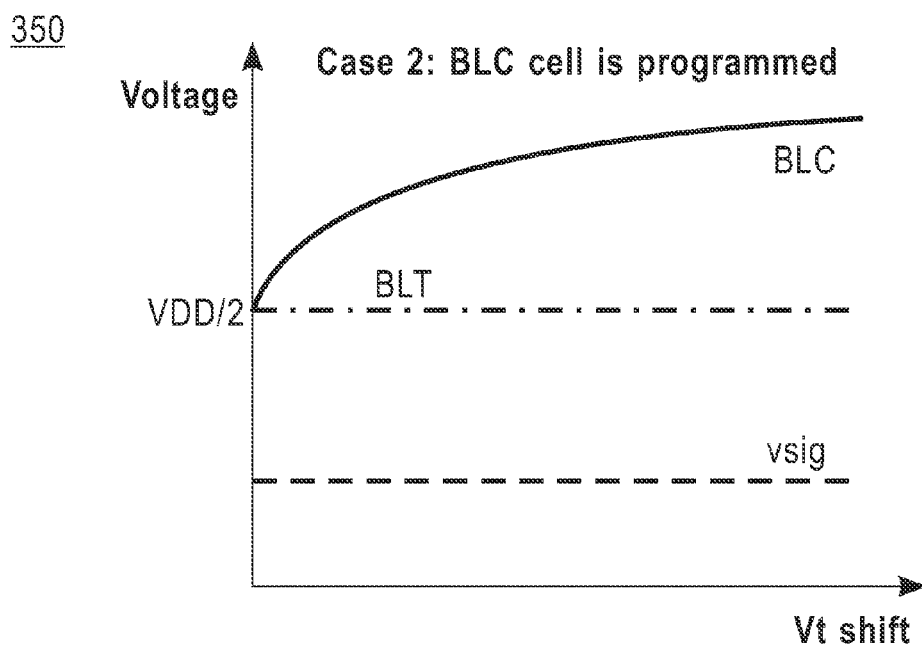 350
Case 2: BLC cell is programmed
Voltage
BLC
BLT
VDD/2
vsig
Vt shift